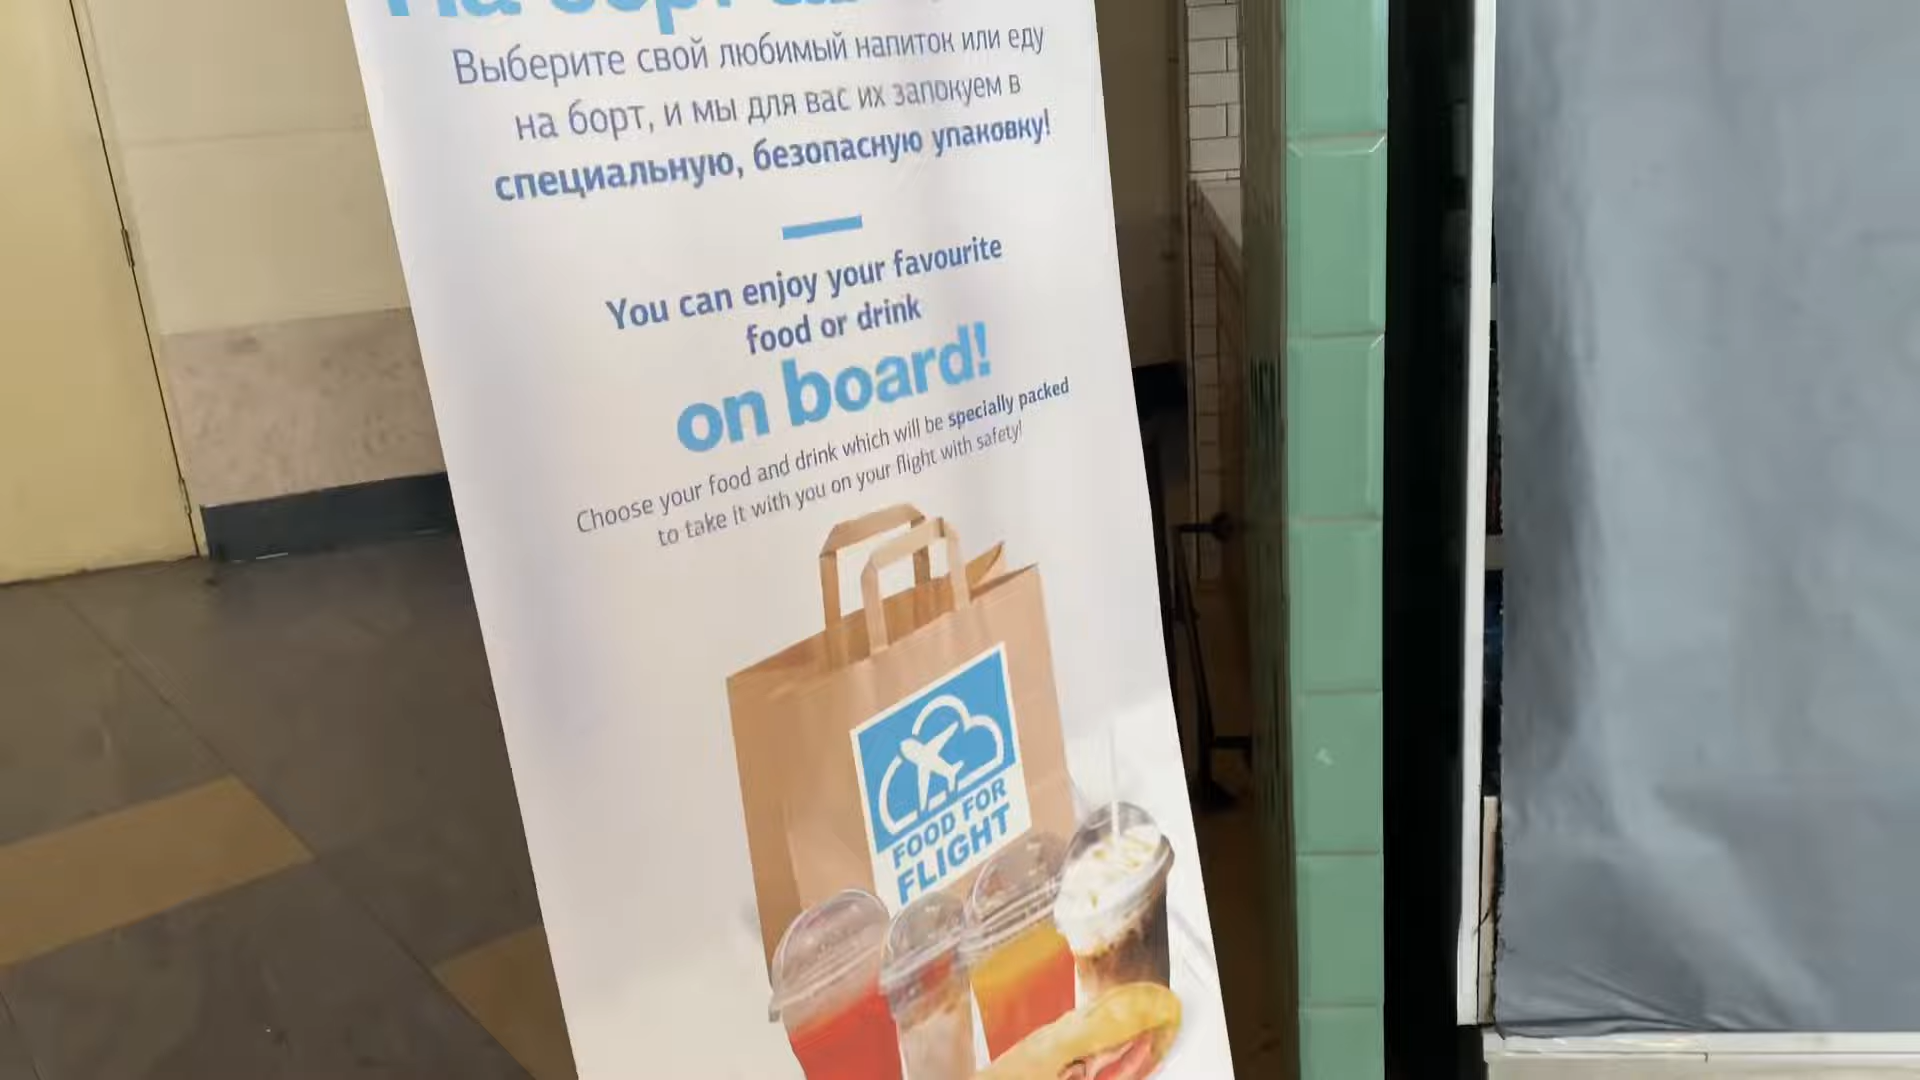 Выберите свой любимый напиток или еду
на борт, и мы для вас их запокуем в
специальную, безопасную упаковку!
You can enjoy your favourite
food or drink
on board!
Choose your food and drink which will be specially packed
to take it with you on your flight with safety!
FOOD FOR
FLIGHT